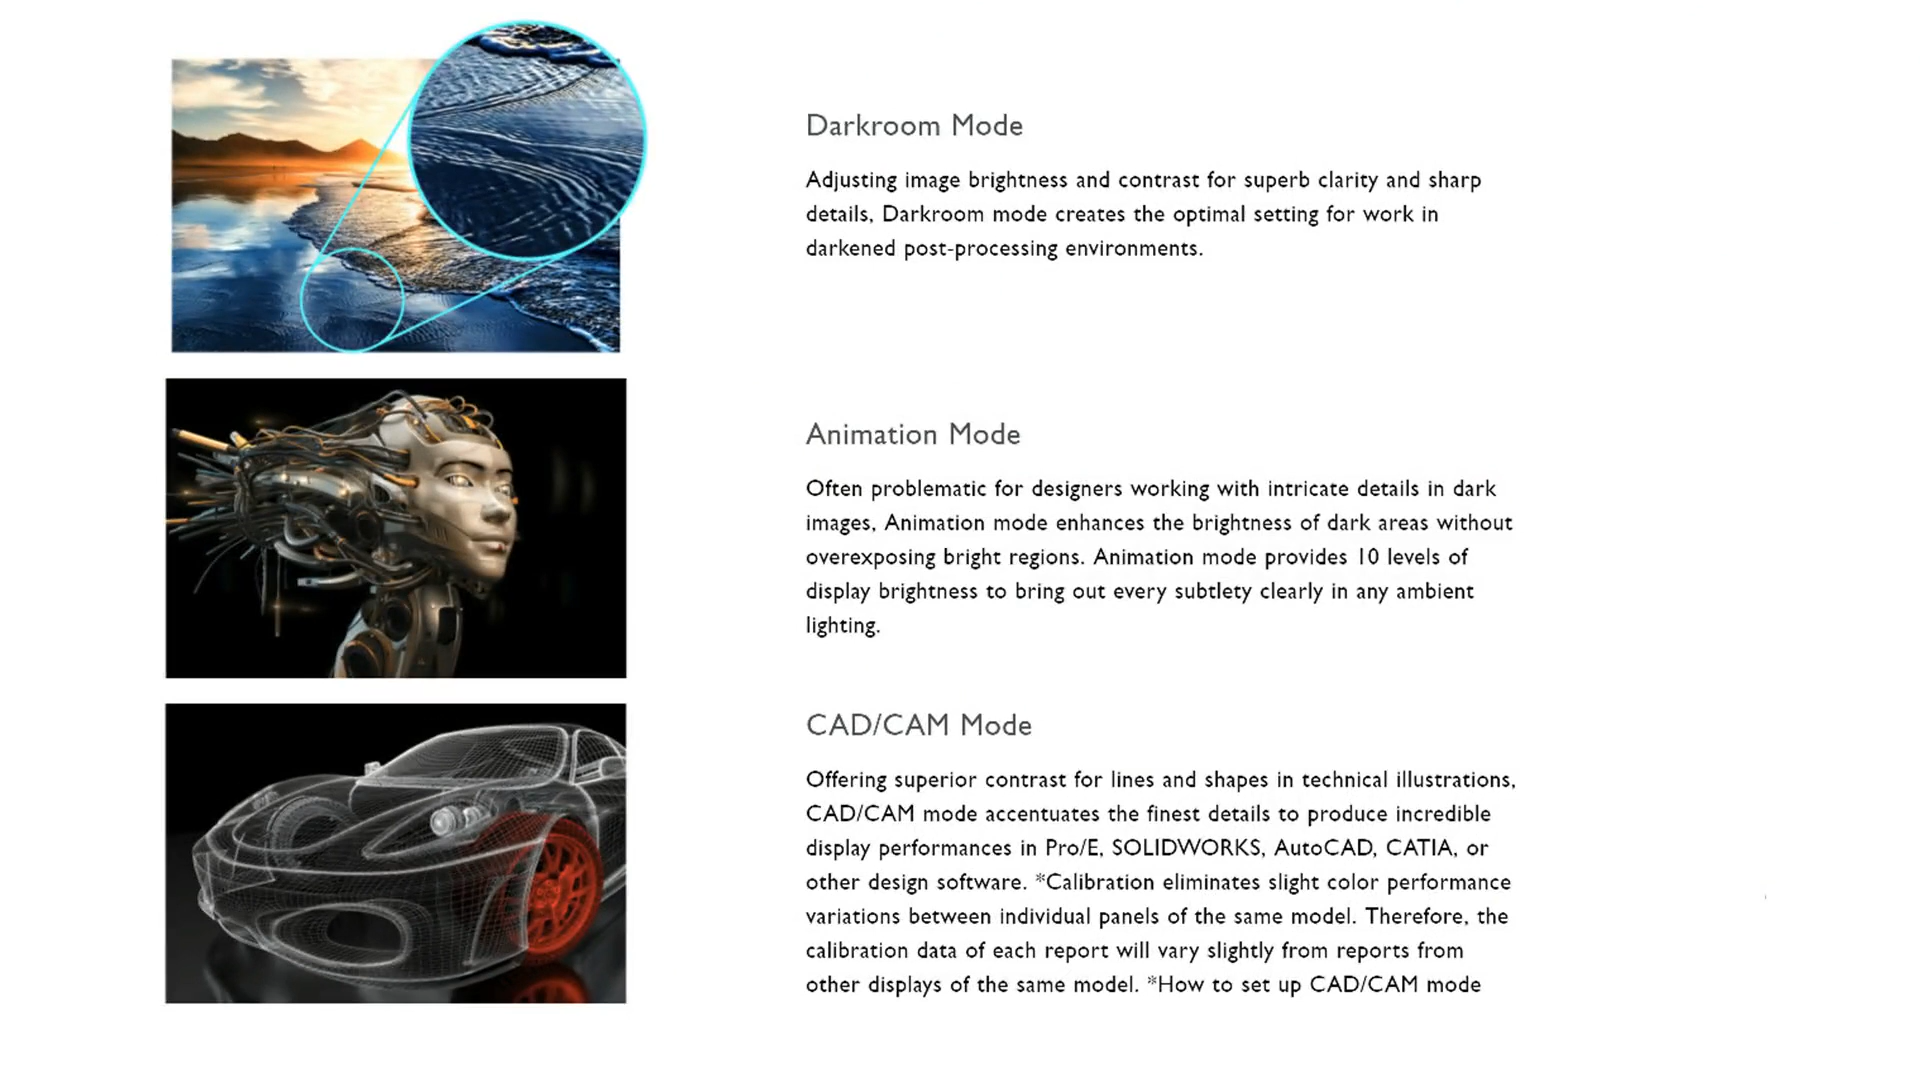 Darkroom Mode
Adjusting image brightness and contrast for superb clarity and sharp
details, Darkroom mode creates the optimal setting for work in
darkened post-processing environments.
Animation Mode
Often problematic for designers working with intricate details in dark
images, Animation mode enhances the brightness of dark areas without
overexposing bright regions. Animation mode provides 10 levels of
display brightness to bring out every subtlety clearly in any ambient
lighting.
CAD/CAM Mode
Offering superior contrast for lines and shapes in technical illustrations,
CAD/CAM mode accentuates the finest details to produce incredible
display performances in Pro/E, SOLIDWORKS, AutoCAD, CATIA, or
other design software. *Calibration eliminates slight color performance
variations between individual panels of the same model. Therefore, the
calibration data of each report will vary slightly from reports from
other displays of the same model. *How to set up CAD/CAM mode